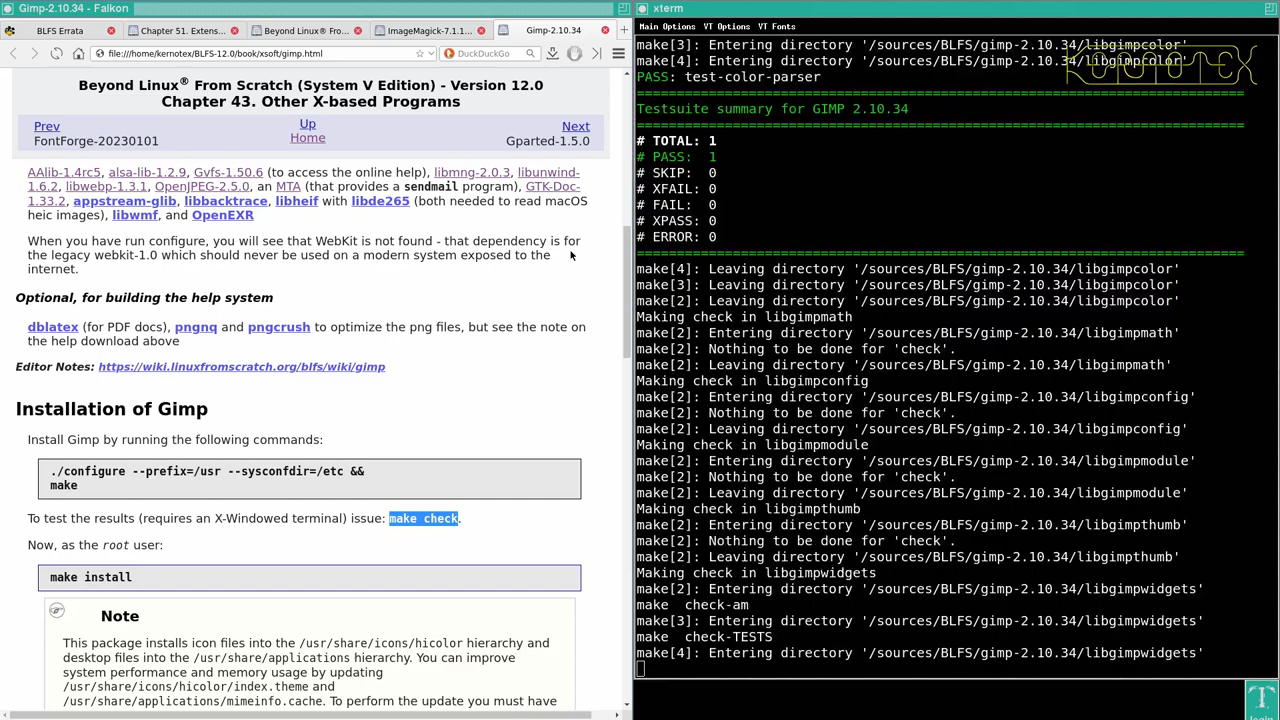 Gimp-2.10.34 - Falkon
BLFS Errata
Chapter 51. Extens...
Beyond Linux From Sc...
Beyond Linux® From Scratch (System V Edition) - Version 12.0
ImageMagick-7.1.1...
Gimp-2.10.34
file:///home/kernotex/BLFS-12.0/book/xsoft/gimp.html
DuckDuckGo
Chapter 43. Other X-based Programs
Prev
Up
Next
FontForge-20230101
Home
Gparted-1.5.0
AAlib-1.4rc5, alsa-lib-1.2.9, Gvfs-1.50.6 (to access the online help), libmng-2.0.3, libunwind-
1.6.2, libwebp-1.3.1, OpenJPEG-2.5.0, an MTA (that provides a sendmail program), GTK-Doc-
1.33.2, appstream-glib, libbacktrace, libheif with libde265 (both needed to read macOS
heic images), libwmf, and OpenEXR
When you have run configure, you will see that WebKit is not found - that dependency is for
the legacy webkit-1.0 which should never be used on a modern system exposed to the
internet.
Optional, for building the help system
dblatex (for PDF docs), pngnq and pngcrush to optimize the png files, but see the note on
the help download above
Editor Notes: https://wiki.linuxfromscratch.org/blfs/wiki/gimp
Installation of Gimp
Install Gimp by running the following commands:
./configure --prefix=/usr --sysconfdir=/etc &&
make
To test the results (requires an X-Windowed terminal) issue: make check.
Now, as the root user:
make install
Note
This package installs icon files into the /usr/share/icons/hicolor hierarchy and
desktop files into the /usr/share/applications hierarchy. You can improve
system performance and memory usage by updating
/usr/share/icons/hicolor/index.theme and
/usr/share/applications/mimeinfo.cache. To perform the update you must have
xterm
Main Options VT Options VT Fonts
KERNOTEX
make[3]: Entering directory '/sources/BLFS/gimp-2.10.34/libgimpcolor'
make[4]: Entering directory '/sources/BLFS/gimp-2.10.34/libgimpcolor'
PASS: test-color-parser
============================================================================
Testsuite summary for GIMP 2.10.34
============================================================================
# TOTAL: 1
# PASS:  1
# SKIP:  0
# XFAIL: 0
# FAIL:  0
# XPASS: 0
# ERROR: 0
============================================================================
make[4]: Leaving directory '/sources/BLFS/gimp-2.10.34/libgimpcolor'
make[3]: Leaving directory '/sources/BLFS/gimp-2.10.34/libgimpcolor'
make[2]: Leaving directory '/sources/BLFS/gimp-2.10.34/libgimpcolor'
Making check in libgimpmath
make[2]: Entering directory '/sources/BLFS/gimp-2.10.34/libgimpmath'
make[2]: Nothing to be done for 'check'.
make[2]: Leaving directory '/sources/BLFS/gimp-2.10.34/libgimpmath'
Making check in libgimpconfig
make[2]: Entering directory '/sources/BLFS/gimp-2.10.34/libgimpconfig'
make[2]: Nothing to be done for 'check'.
make[2]: Leaving directory '/sources/BLFS/gimp-2.10.34/libgimpconfig'
Making check in libgimpmodule
make[2]: Entering directory '/sources/BLFS/gimp-2.10.34/libgimpmodule'
make[2]: Nothing to be done for 'check'.
make[2]: Leaving directory '/sources/BLFS/gimp-2.10.34/libgimpmodule'
Making check in libgimpthumb
make[2]: Entering directory '/sources/BLFS/gimp-2.10.34/libgimpthumb'
make[2]: Nothing to be done for 'check'.
make[2]: Leaving directory '/sources/BLFS/gimp-2.10.34/libgimpthumb'
Making check in libgimpwidgets
make[2]: Entering directory '/sources/BLFS/gimp-2.10.34/libgimpwidgets'
make  check-am
make[3]: Entering directory '/sources/BLFS/gimp-2.10.34/libgimpwidgets'
make  check-TESTS
make[4]: Entering directory '/sources/BLFS/gimp-2.10.34/libgimpwidgets'
login